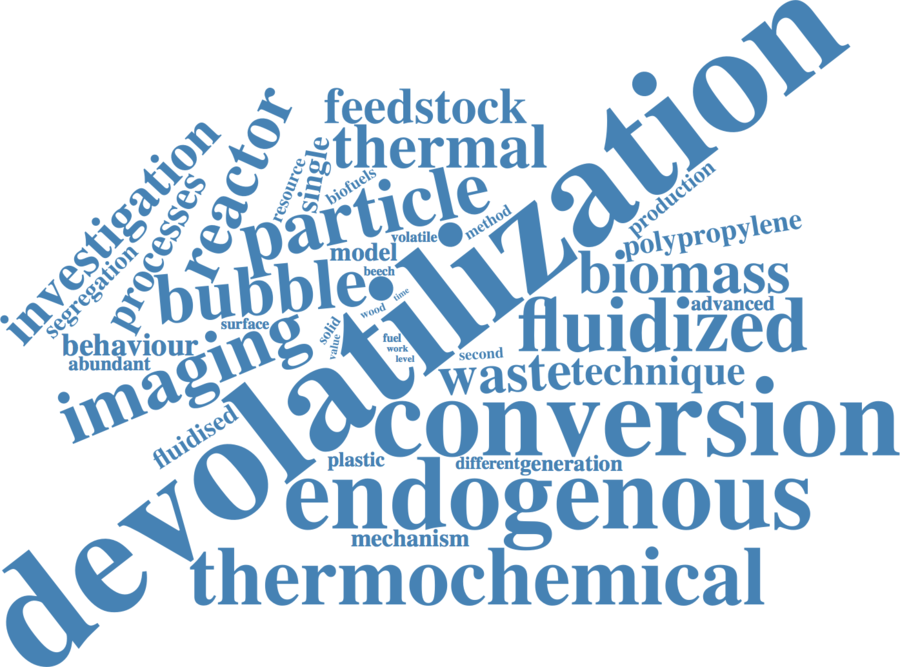 devolatilization
feedstock
thermal
reactor
investigation
processes
segregation
resource
single
biofuels
particle
production
method
polypropylene
volatile
model
beech
bubble
biomass
time
wood
advanced
fluidized
surface
solid
value
behaviour
abundant
imaging
fuel
work
level
second
waste
technique
conversion
fluidised
plastic
different
generation
endogenous
mechanism
thermochemical